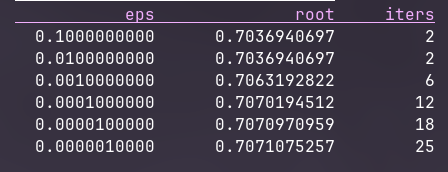 eps root iters
0.1000000000 0.7036940697 2
0.0100000000 0.7036940697 2
0.0010000000 0.7063192822 6
0.0001000000 0.7070194512 12
0.0000100000 0.7070970959 18
0.0000010000 0.7071075257 25